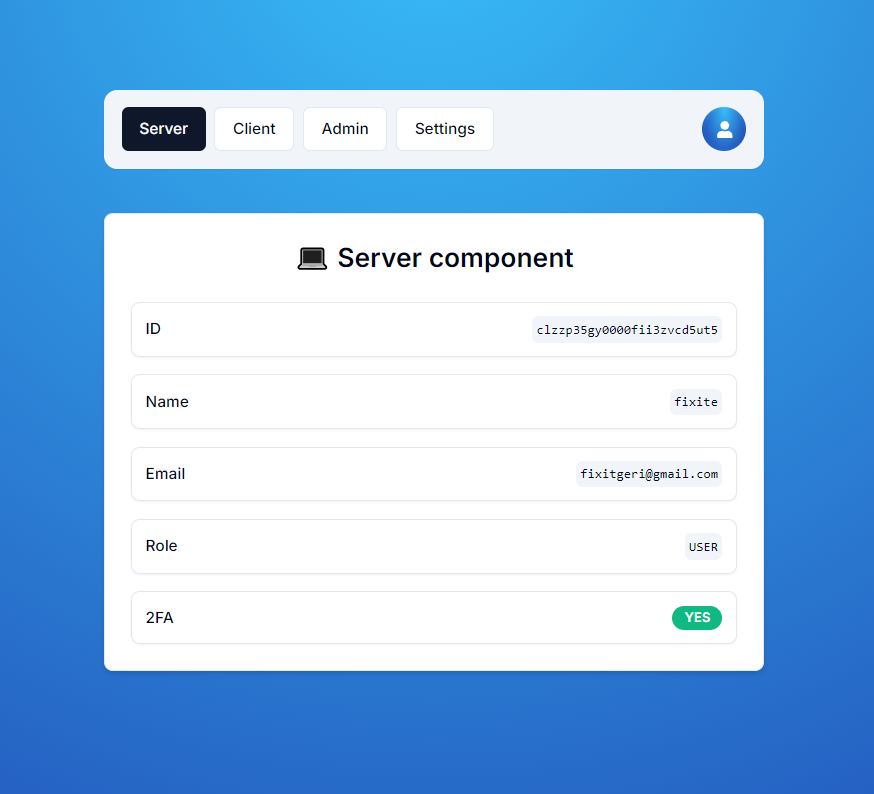 Server Client Admin Settings
Server component
ID clzzp35gy0000fii3zvcd5ut5
Name fixite
Email fixitgeri@gmail.com
Role USER
2FA YES